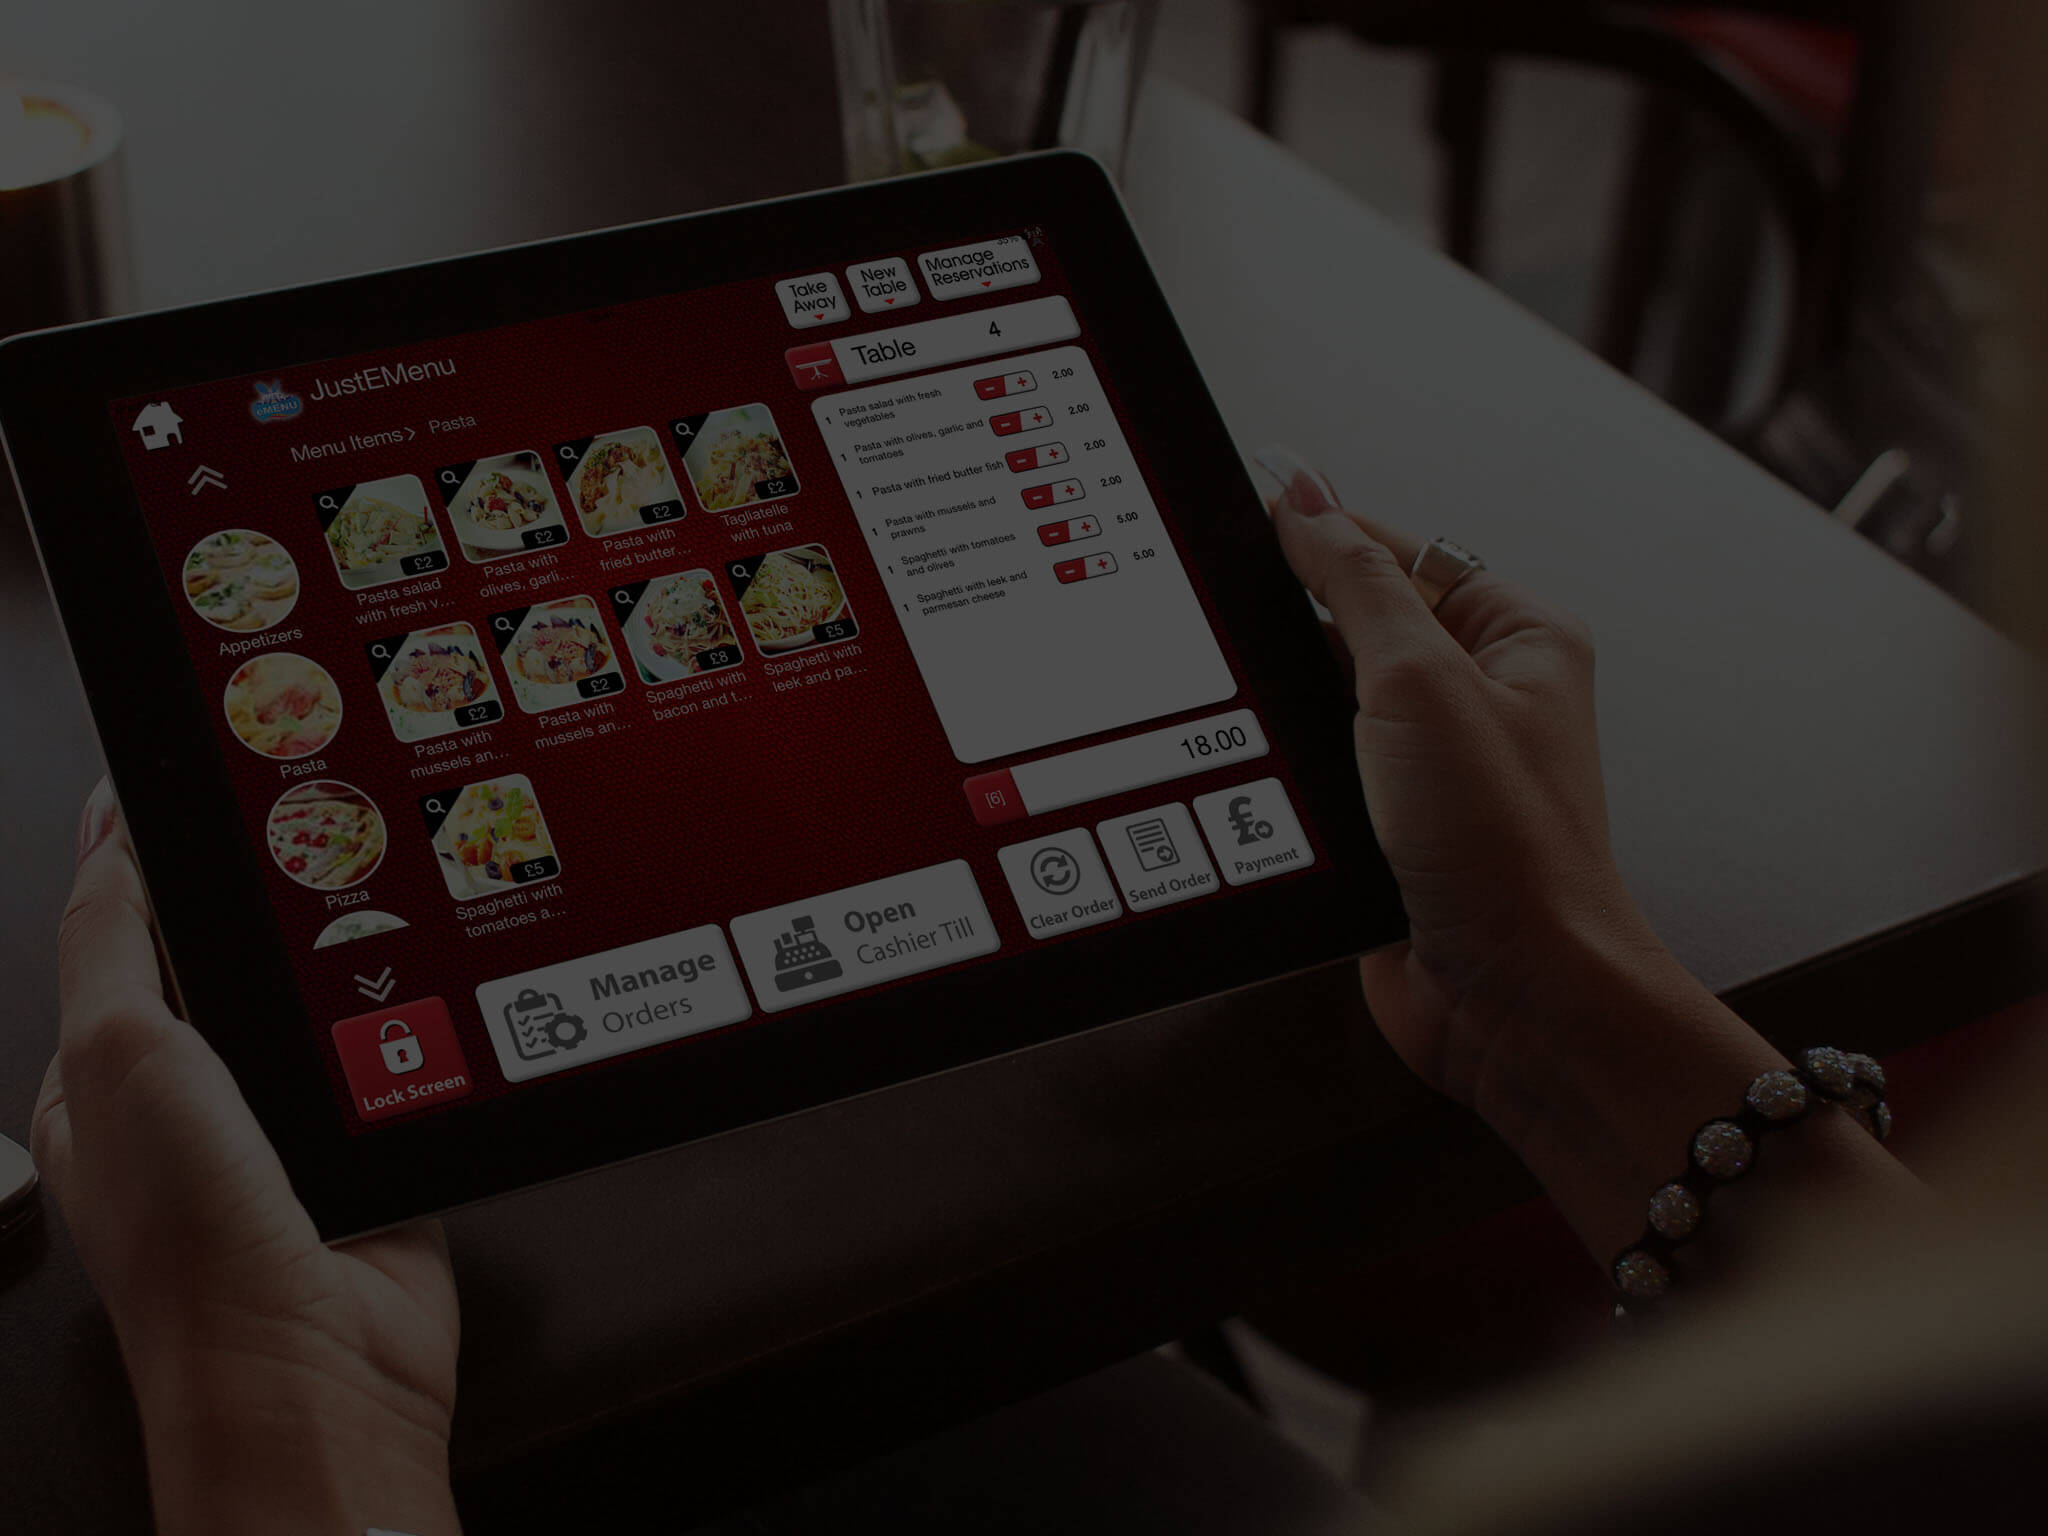 35%
Take
Away
New
Table
Manage
Reservations
eMENU
JustEMenu
Table 4
Menu Items > Pasta
1 Pasta salad with fresh
vegetables - + 2.00
1 Pasta with olives, garlic and
tomatoes - + 2.00
1 Pasta with fried butter fish - + 2.00
1 Pasta with mussels and
prawns - + 2.00
1 Spaghetti with tomatoes
and olives - + 5.00
1 Spaghetti with leek and
parmesan cheese - + 5.00
[6] 18.00
Appetizers
Pasta
Pizza
£2
Pasta salad
with fresh v...
£2
Pasta with
olives, garli...
£2
Pasta with
fried butter...
£2
Tagliatelle
with tuna
£2
Pasta with
mussels an...
£2
Pasta with
mussels an...
£8
Spaghetti with
bacon and t...
£5
Spaghetti with
leek and pa...
£5
Spaghetti with
tomatoes a...
Lock Screen
Manage
Orders
Open
Cashier Till
Clear Order
Send Order
£
Payment